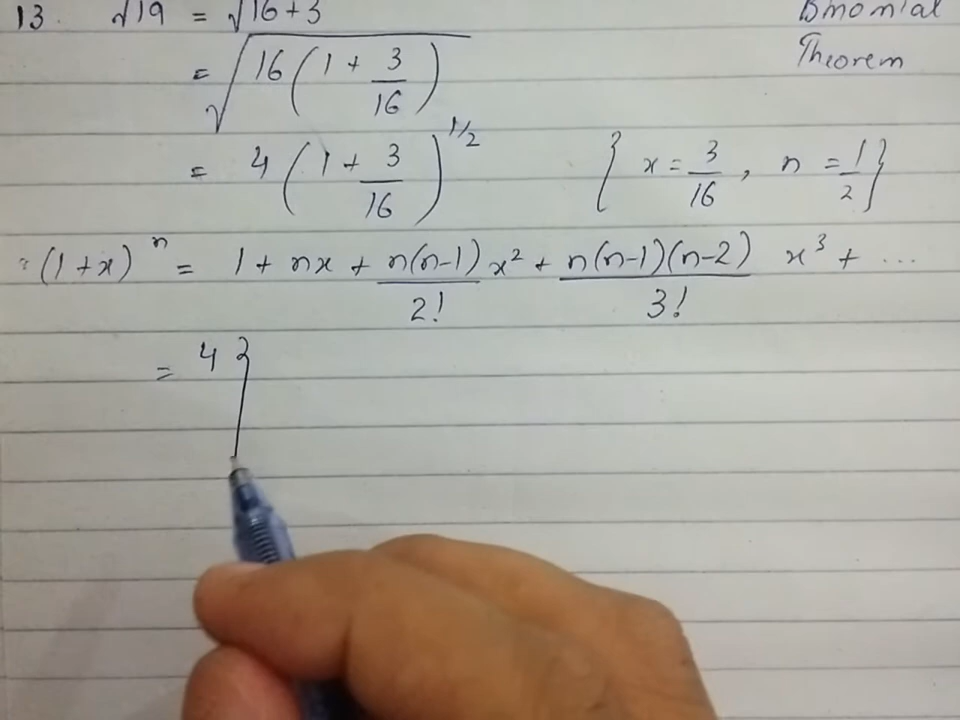 13. √19 = √16+3
Binomial
Theorem
= √16(1 + 3/16)
= 4(1 + 3/16)^1/2 { x = 3/16, n = 1/2 }
∵ (1+x)^n = 1 + nx + n(n-1)/2! x² + n(n-1)(n-2)/3! x³ + ...
= 4 {